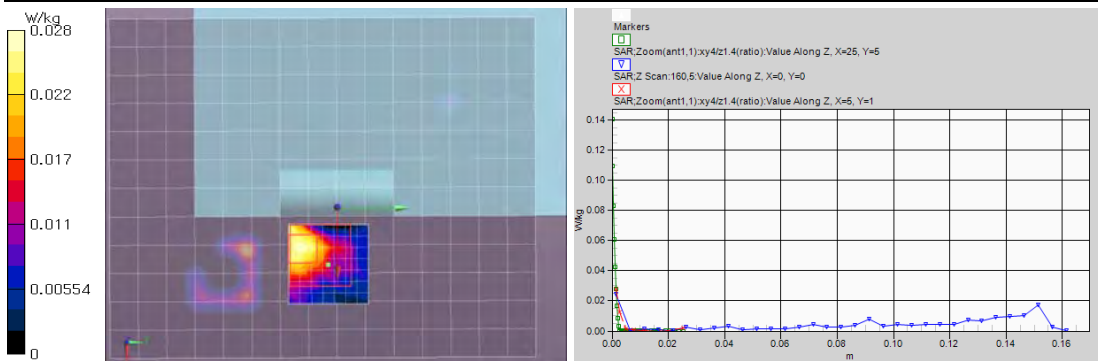 W/kg
0.028
0.022
0.017
0.011
0.00554
0
Markers
SAR;Zoom(ant1,1):xy4/z1.4(ratio):Value Along Z, X=25, Y=5
SAR;Z Scan:160,5:Value Along Z, X=0, Y=0
SAR;Zoom(ant1,1):xy4/z1.4(ratio):Value Along Z, X=5, Y=1
0.14
0.12
0.10
0.08
0.06
0.04
0.02
0.00
W/kg
0.00 0.02 0.04 0.06 0.08 0.10 0.12 0.14 0.16
m